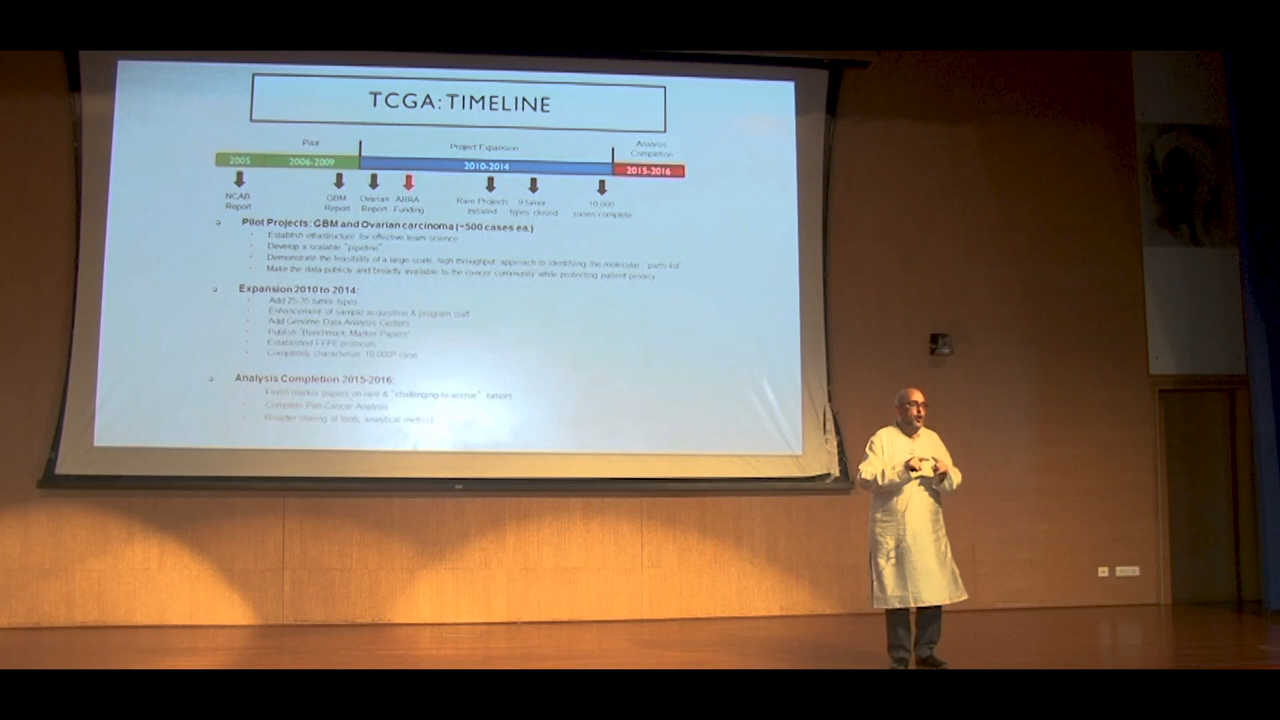 TCGA: TIMELINE
Pilot
Project Expansion
Analysis
Completion
2005
2006-2009
2010-2014
2015-2016
NCAB
Report
GBM
Report
Ovarian
Report
ARRA
Funding
Rare Projects
Initiated
9 tumor
types closed
10,000
cases complete
Pilot Projects: GBM and Ovarian carcinoma (~500 cases ea.)
Establish infrastructure for effective team science
Develop a scalable "pipeline"
Demonstrate the feasibility of a large scale, high throughput approach to identifying the molecular "parts list"
Make the data publicly and broadly available to the cancer community while protecting patient privacy
Expansion 2010 to 2014:
Add 25-35 tumor types
Enhancement of sample acquisition & program staff
Add Genome Data Analysis Centers
Publish "Benchmark, Marker Papers"
Established FFPE protocols
Completely characterize 10,000th case
Analysis Completion 2015-2016:
Finish marker papers on rare & "challenging to accrue" tumors
Complete Pan-Cancer Analysis
Broader sharing of tools, analytical method